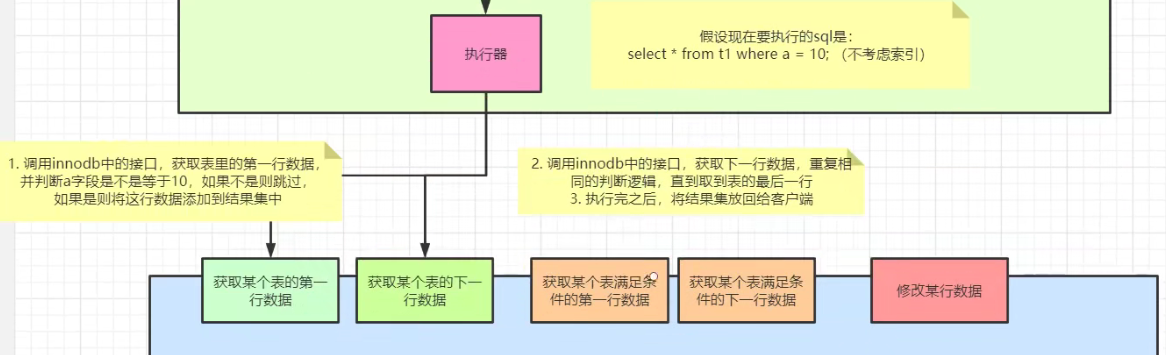 执行器
假设现在要执行的sql是：
select * from t1 where a = 10; （不考虑索引）
1. 调用innodb中的接口，获取表里的第一行数据，
并判断a字段是不是等于10，如果不是则跳过，
如果是则将这行数据添加到结果集中
2. 调用innodb中的接口，获取下一行数据，重复相
同的判断逻辑，直到取到表的最后一行
3. 执行完之后，将结果集放回给客户端
获取某个表的第一
行数据
获取某个表的下一
行数据
获取某个表满足条
件的第一行数据
获取某个表满足条
件的下一行数据
修改某行数据